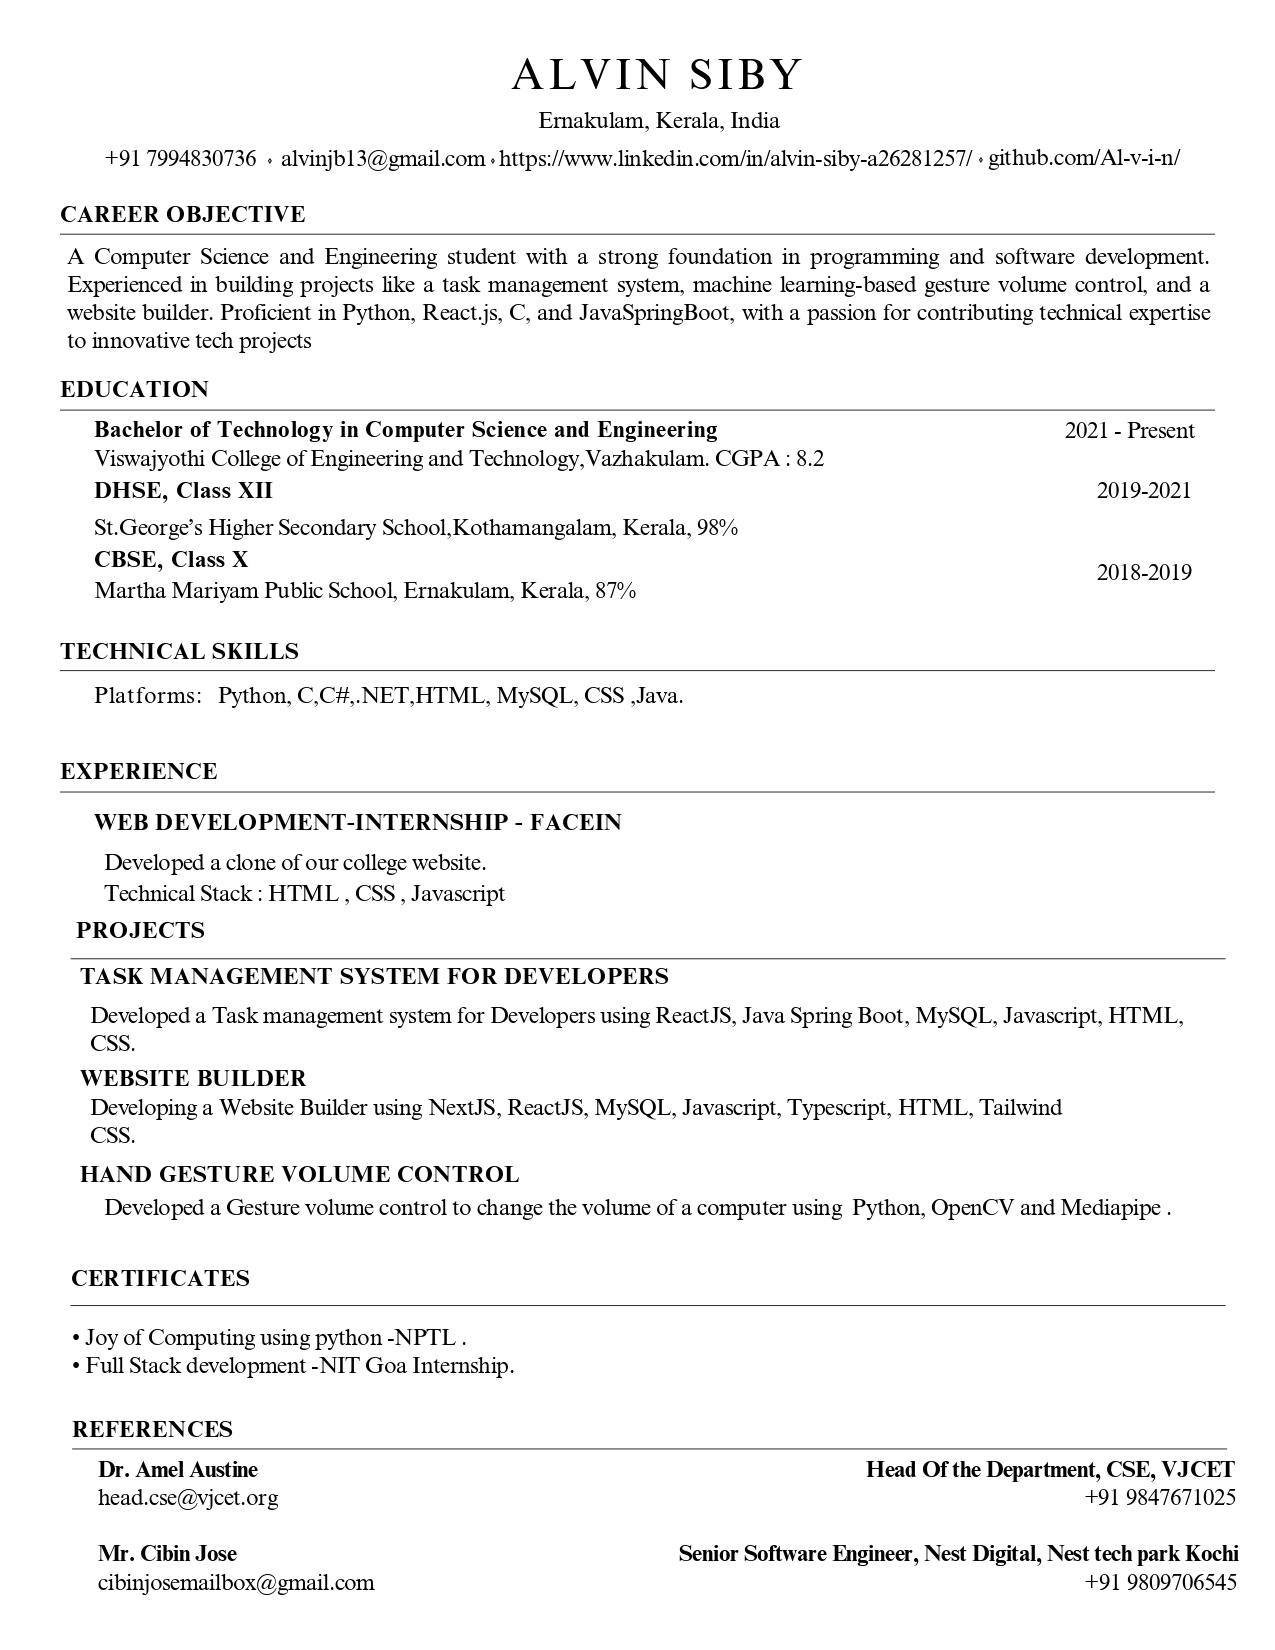 ALVIN SIBY
Ernakulam, Kerala, India
+91 7994830736 ⬩ alvinjb13@gmail.com ⬩ https://www.linkedin.com/in/alvin-siby-a26281257/ ⬩ github.com/Al-v-i-n/
CAREER OBJECTIVE
A Computer Science and Engineering student with a strong foundation in programming and software development.
Experienced in building projects like a task management system, machine learning-based gesture volume control, and a
website builder. Proficient in Python, React.js, C, and JavaSpringBoot, with a passion for contributing technical expertise
to innovative tech projects
EDUCATION
Bachelor of Technology in Computer Science and Engineering 2021 - Present
Viswajyothi College of Engineering and Technology,Vazhakulam. CGPA : 8.2
DHSE, Class XII 2019-2021
St.George’s Higher Secondary School,Kothamangalam, Kerala, 98%
CBSE, Class X
2018-2019
Martha Mariyam Public School, Ernakulam, Kerala, 87%
TECHNICAL SKILLS
Platforms: Python, C,C#,.NET,HTML, MySQL, CSS ,Java.
EXPERIENCE
WEB DEVELOPMENT-INTERNSHIP - FACEIN
Developed a clone of our college website.
Technical Stack : HTML , CSS , Javascript
PROJECTS
TASK MANAGEMENT SYSTEM FOR DEVELOPERS
Developed a Task management system for Developers using ReactJS, Java Spring Boot, MySQL, Javascript, HTML,
CSS.
WEBSITE BUILDER
Developing a Website Builder using NextJS, ReactJS, MySQL, Javascript, Typescript, HTML, Tailwind
CSS.
HAND GESTURE VOLUME CONTROL
Developed a Gesture volume control to change the volume of a computer using Python, OpenCV and Mediapipe .
CERTIFICATES
• Joy of Computing using python -NPTL .
• Full Stack development -NIT Goa Internship.
REFERENCES
Dr. Amel Austine Head Of the Department, CSE, VJCET
head.cse@vjcet.org +91 9847671025
Mr. Cibin Jose Senior Software Engineer, Nest Digital, Nest tech park Kochi
cibinjosemailbox@gmail.com +91 9809706545